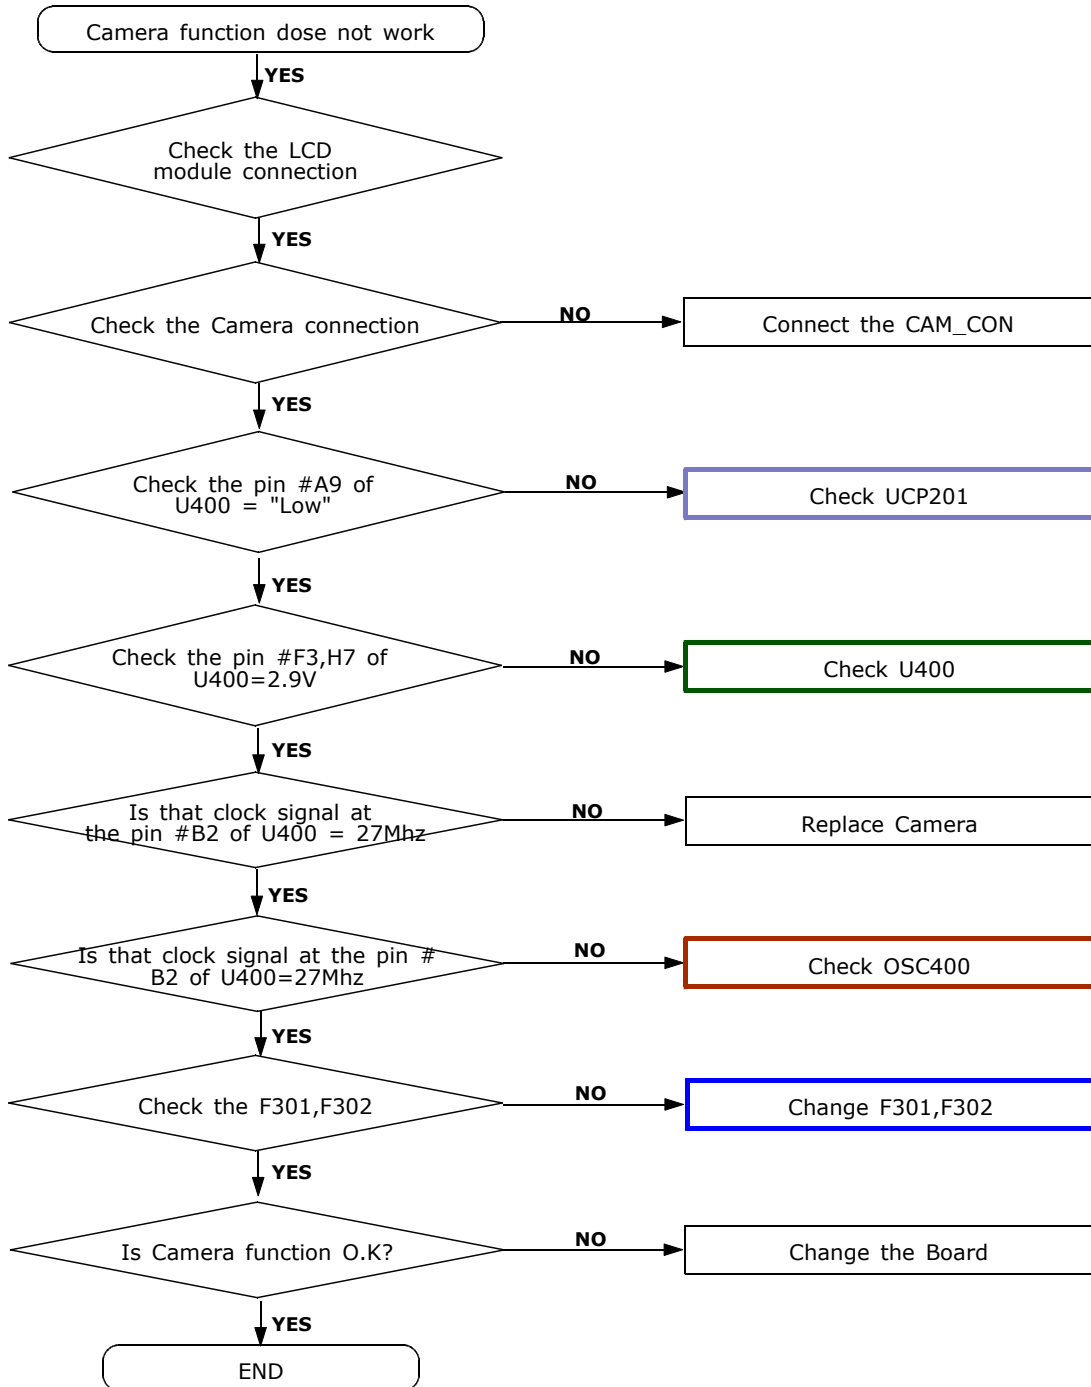 Camera function dose not work
YES
Check the LCD
module connection
YES
Check the Camera connection
NO
Connect the CAM_CON
YES
Check the pin #A9 of
U400 = "Low"
NO
Check UCP201
YES
Check the pin #F3,H7 of
U400=2.9V
NO
Check U400
YES
Is that clock signal at
the pin #B2 of U400 = 27Mhz
NO
Replace Camera
YES
Is that clock signal at the pin #
B2 of U400=27Mhz
NO
Check OSC400
YES
Check the F301,F302
NO
Change F301,F302
YES
Is Camera function O.K?
NO
Change the Board
YES
END